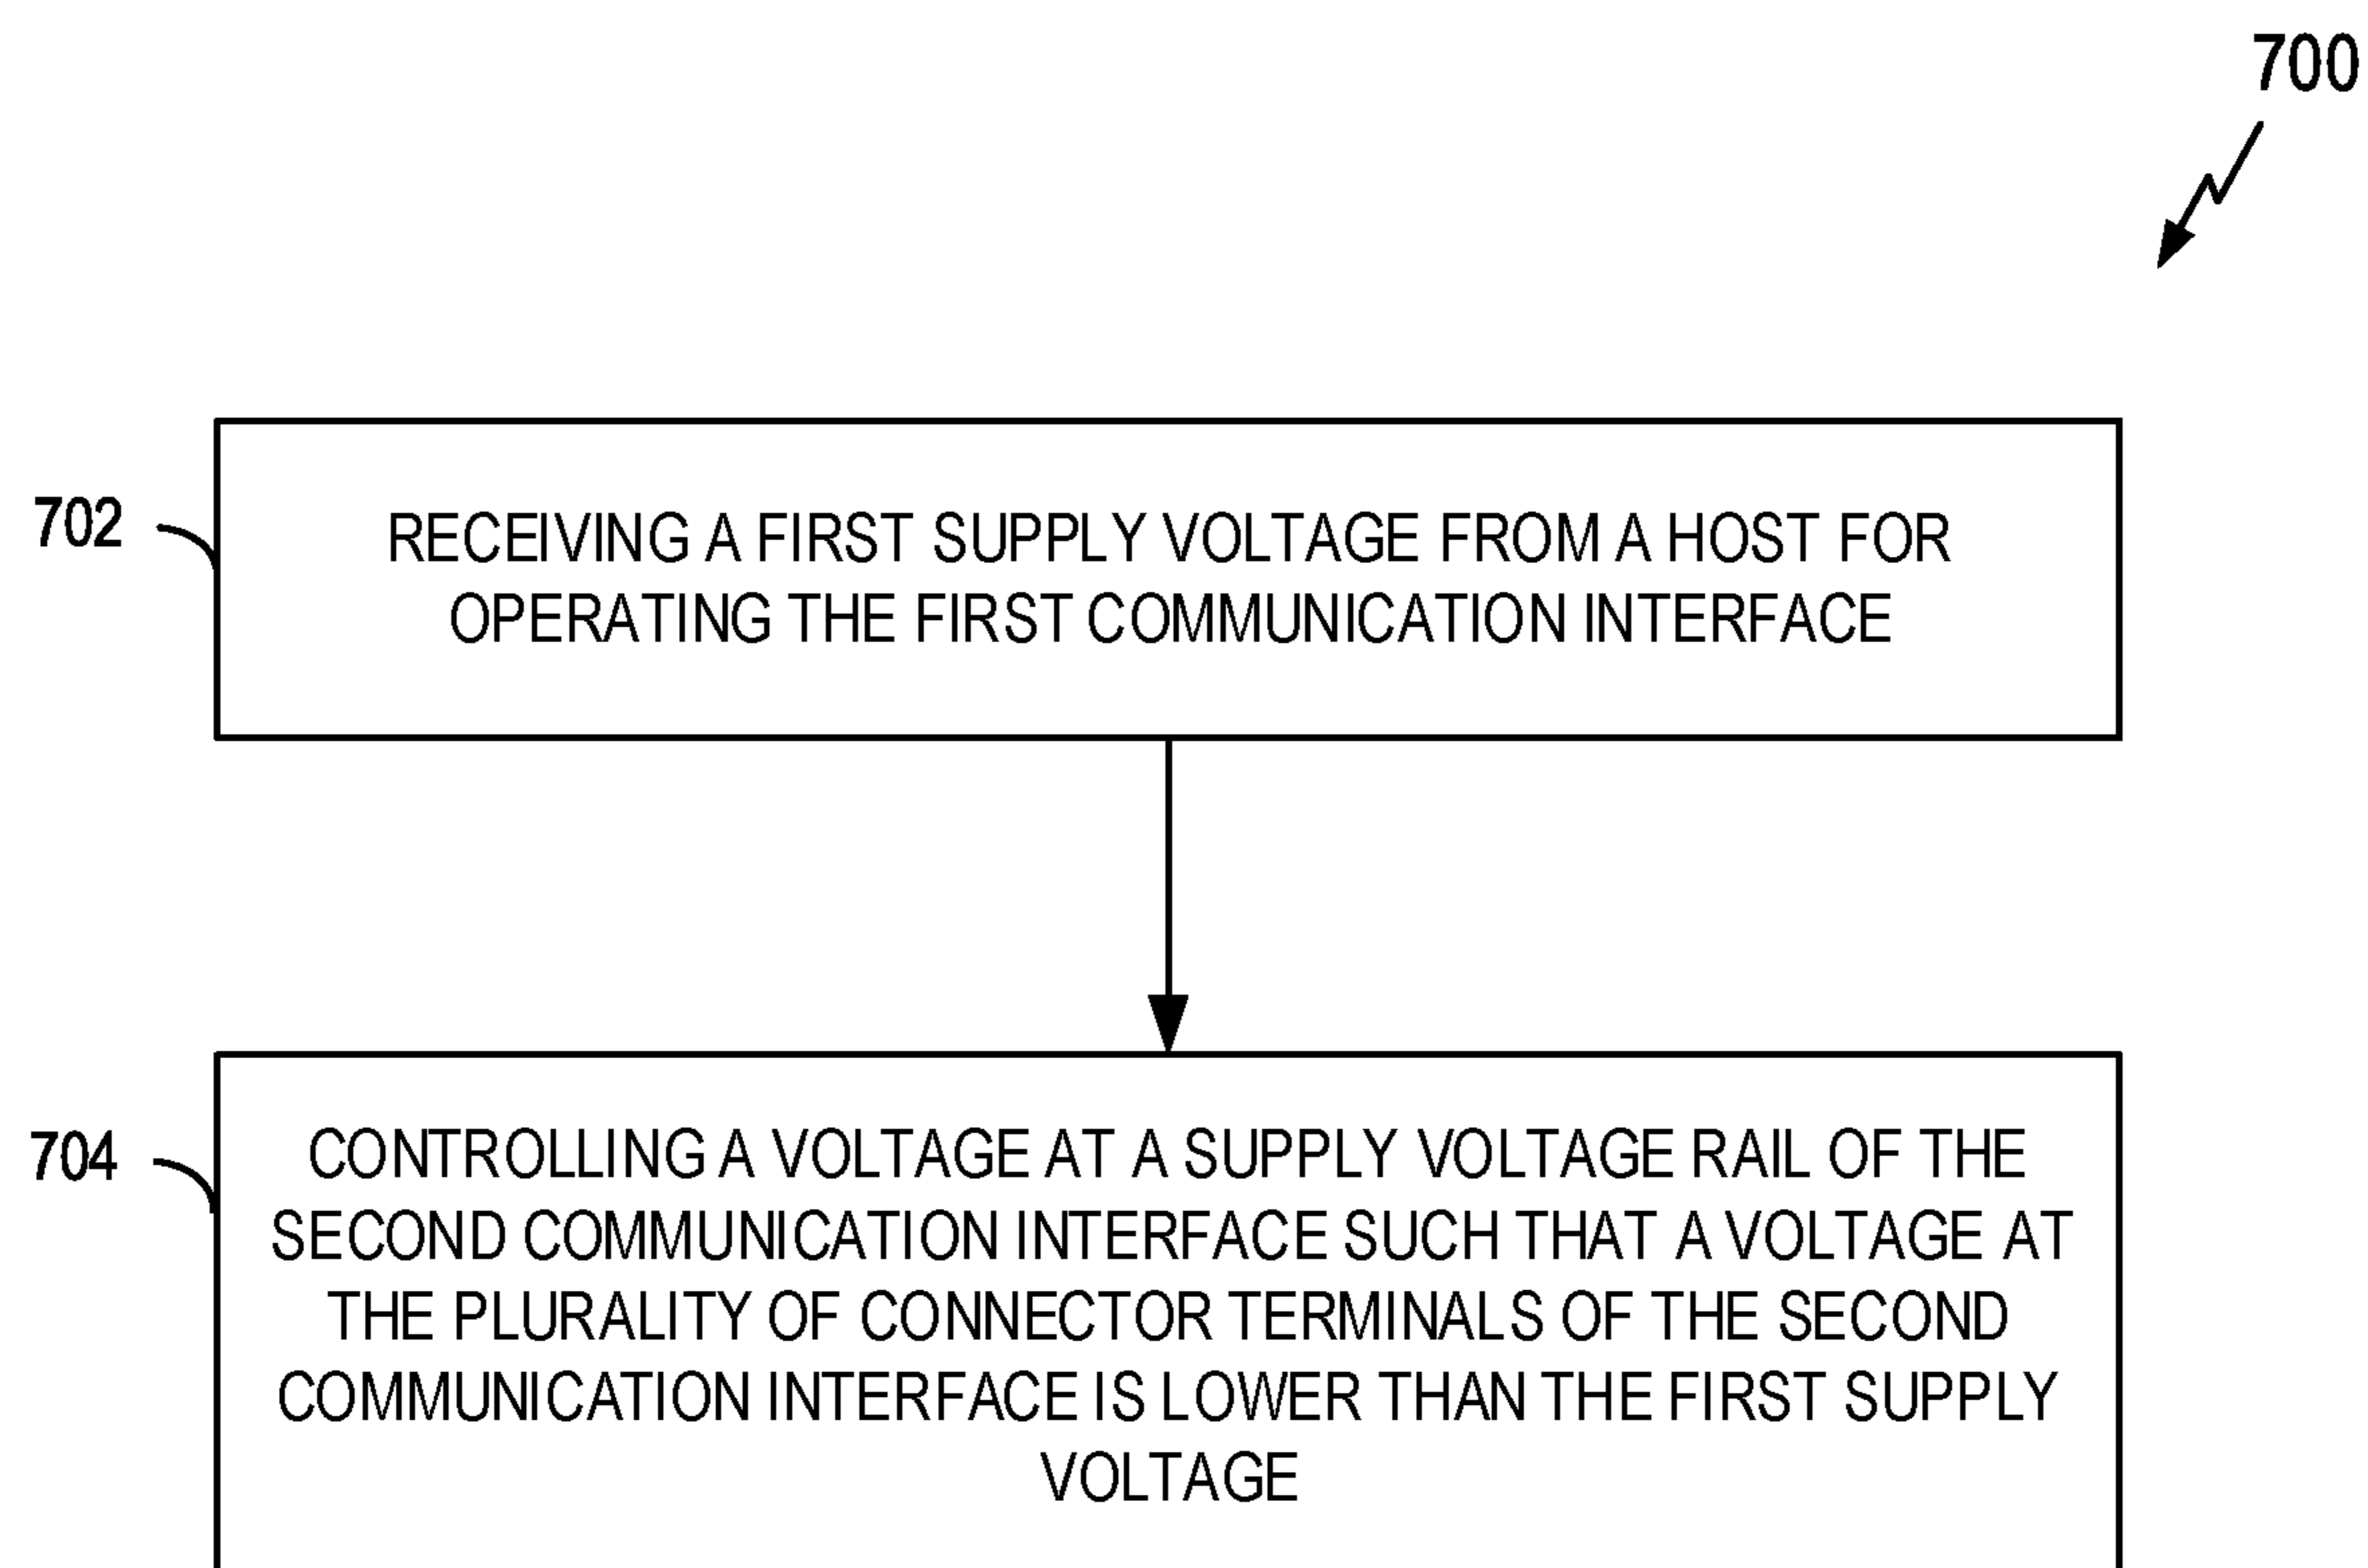 700
702
RECEIVING A FIRST SUPPLY VOLTAGE FROM A HOST FOR
OPERATING THE FIRST COMMUNICATION INTERFACE
704
CONTROLLING A VOLTAGE AT A SUPPLY VOLTAGE RAIL OF THE
SECOND COMMUNICATION INTERFACE SUCH THAT A VOLTAGE AT
THE PLURALITY OF CONNECTOR TERMINALS OF THE SECOND
COMMUNICATION INTERFACE IS LOWER THAN THE FIRST SUPPLY
VOLTAGE